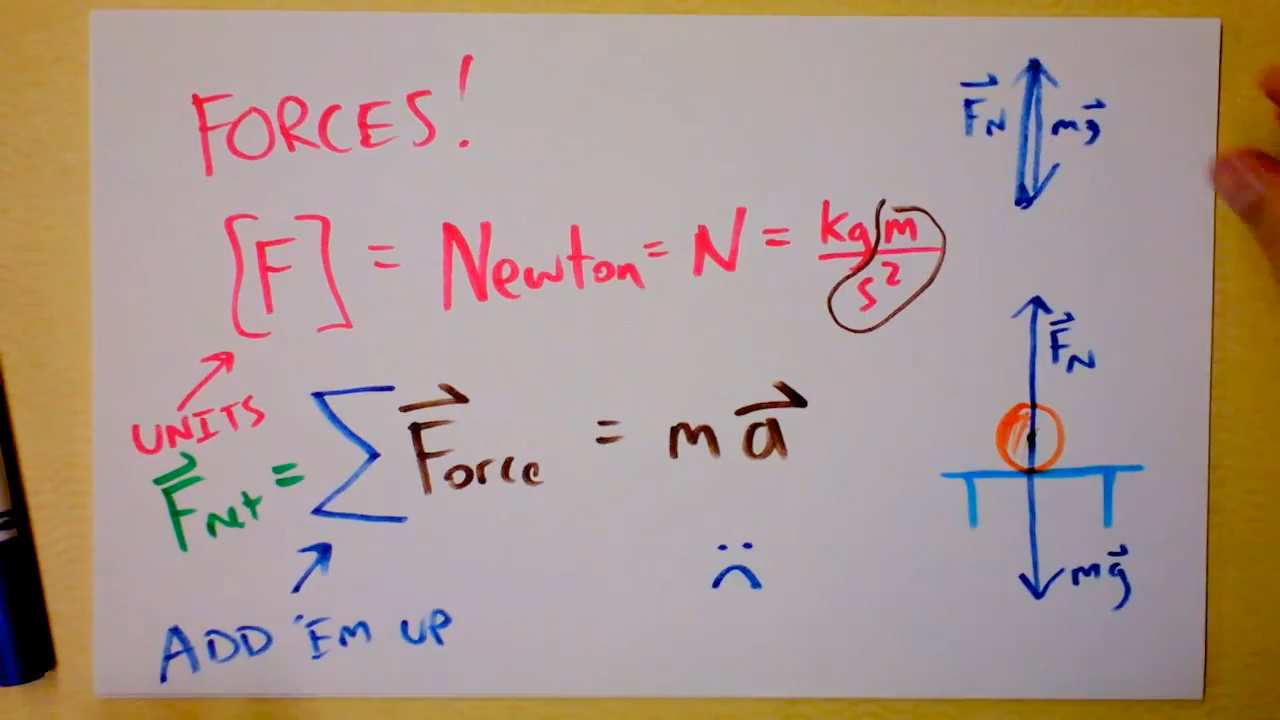 FORCES!
[F] = Newton = N = kg m / s²
UNITS
F⃗Net = Σ F⃗orce = m a⃗
ADD 'EM UP
F⃗N mg⃗
F⃗N
mg⃗